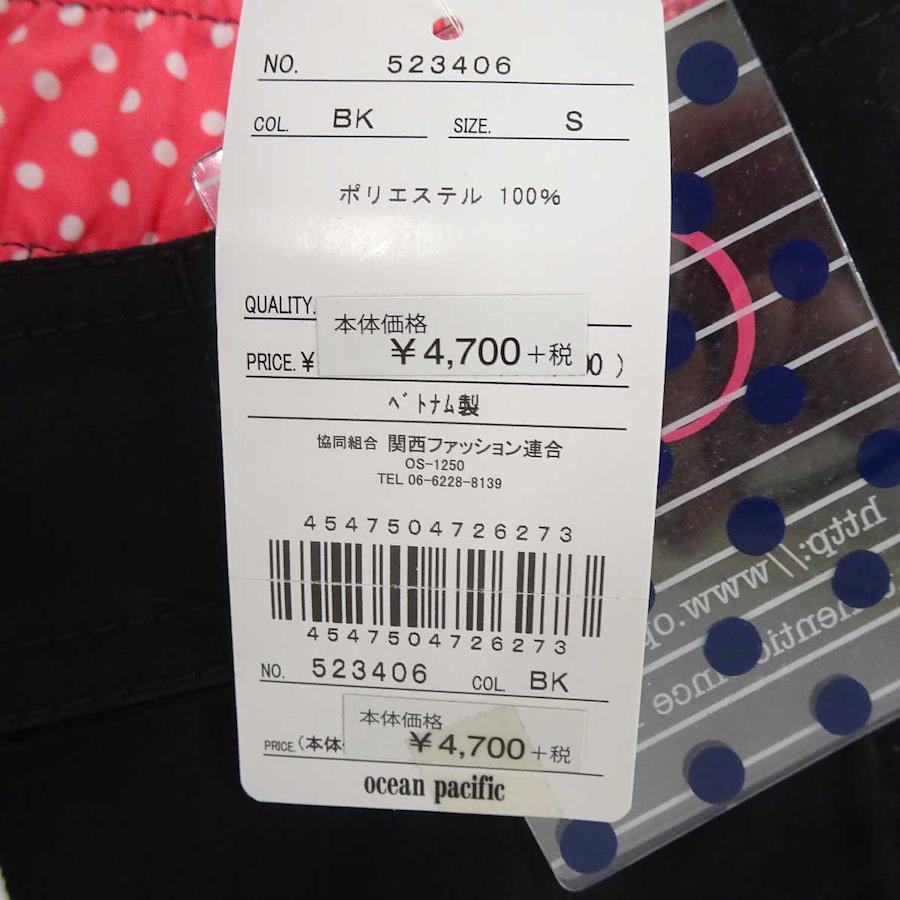 NO. 523406
COL. BK SIZE. S
ポリエステル 100%
QUALITY.
本体価格
PRICE.¥ ¥4,700+税 )
ベトナム製
協同組合 関西ファッション連合
OS-1250
TEL 06-6228-8139
4547504726273
4547504726273
NO. 523406 COL. BK
本体価格
PRICE.(本体 ¥4,700+税
ocean pacific
http://www.op